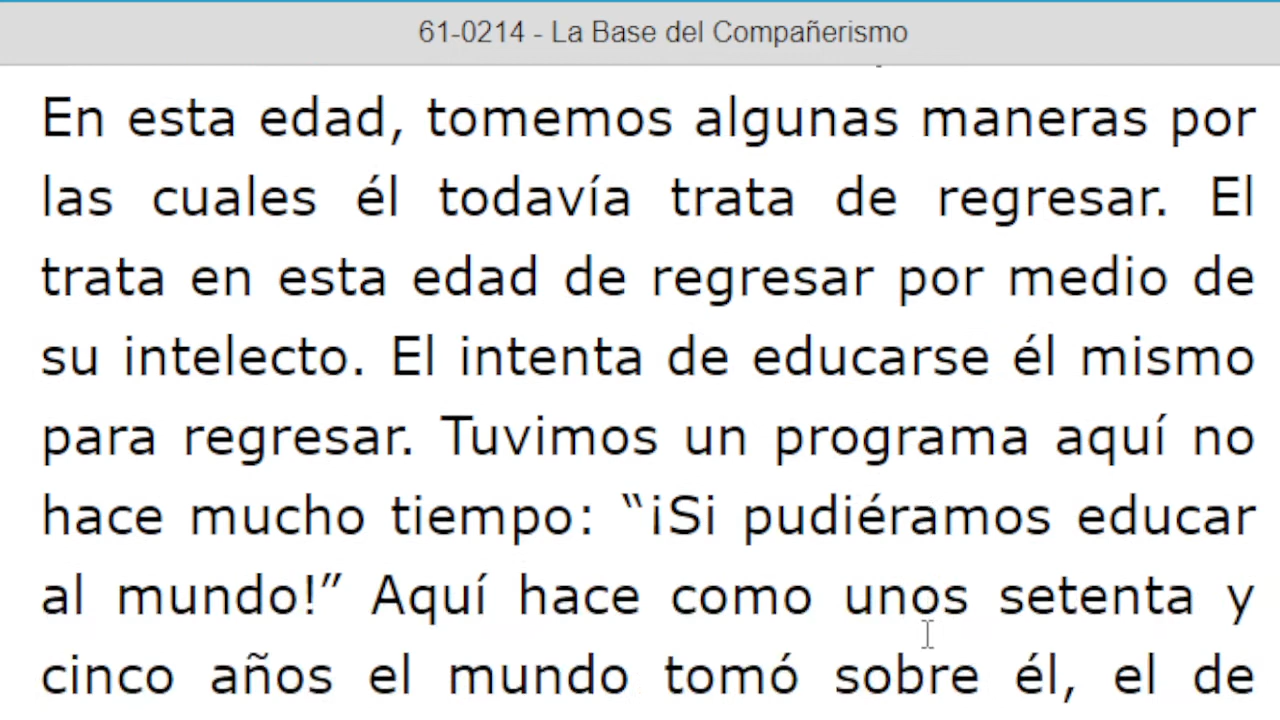 61-0214 - La Base del Compañerismo
En esta edad, tomemos algunas maneras por
las cuales él todavía trata de regresar. El
trata en esta edad de regresar por medio de
su intelecto. El intenta de educarse él mismo
para regresar. Tuvimos un programa aquí no
hace mucho tiempo: “¡Si pudiéramos educar
al mundo!” Aquí hace como unos setenta y
cinco años el mundo tomó sobre él, el de